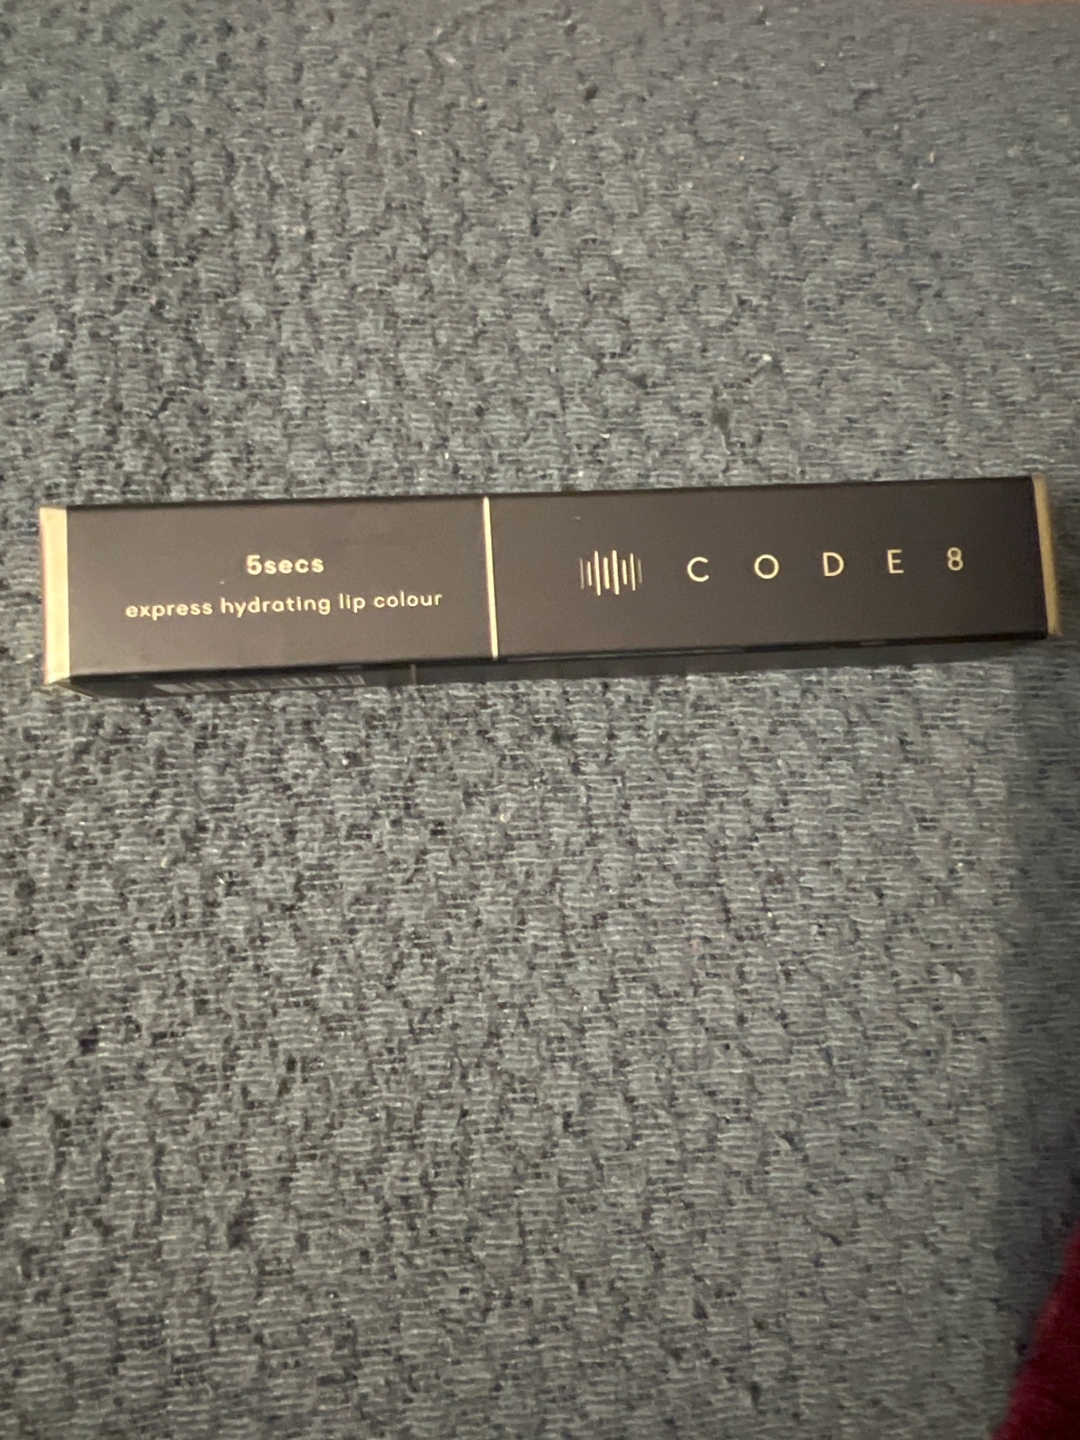 5secs
express hydrating lip colour
CODE 8